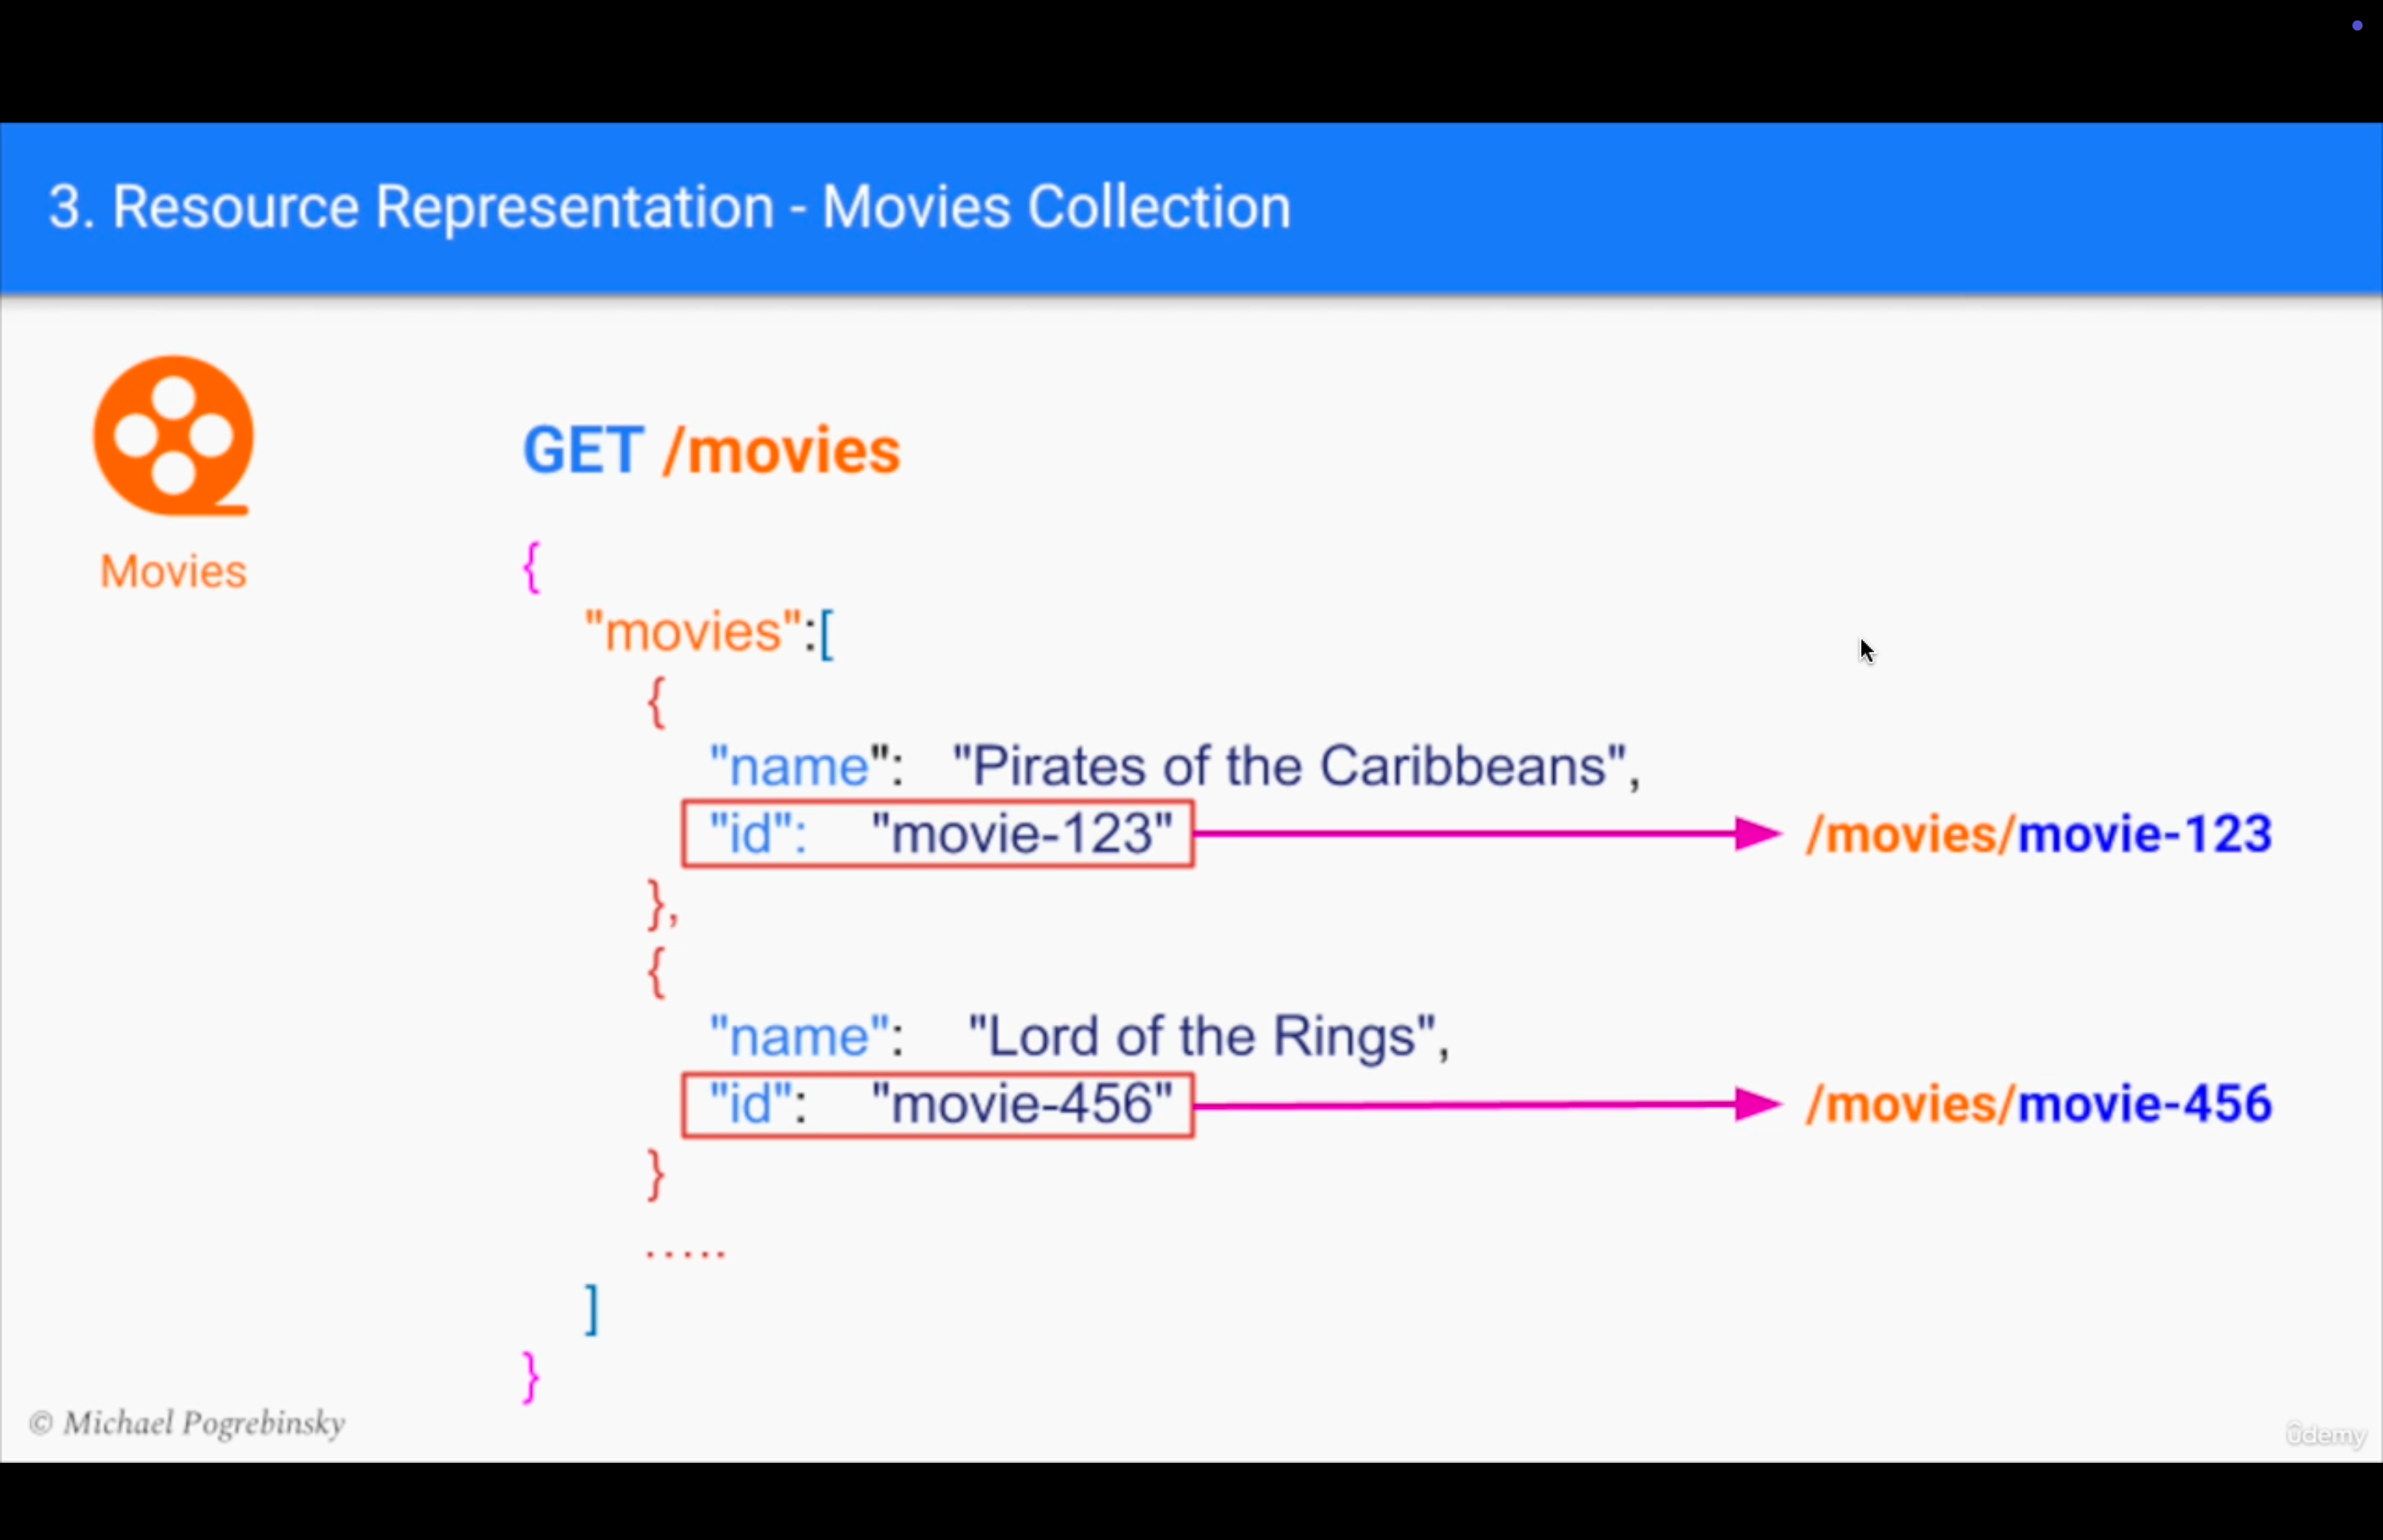 3. Resource Representation - Movies Collection
Movies
GET /movies
{
"movies":[
{
"name": "Pirates of the Caribbeans",
"id": "movie-123"
/movies/movie-123
},
{
"name": "Lord of the Rings",
"id": "movie-456"
/movies/movie-456
}
.....
]
}
© Michael Pogrebinsky
ûdemy